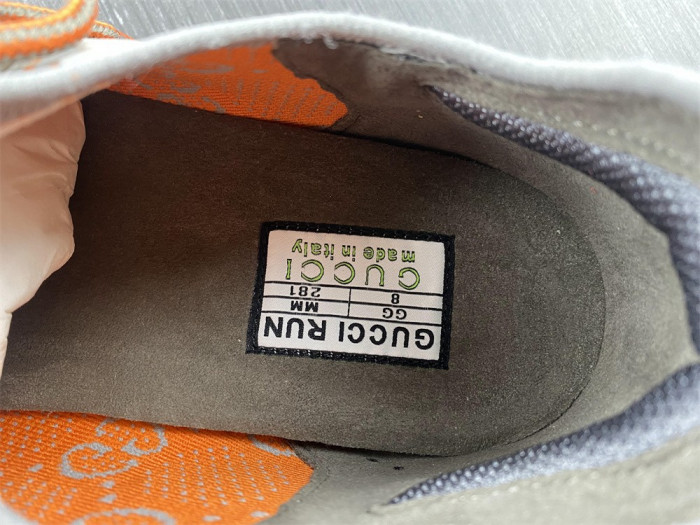 GUCCI RUN
GG MM
8 281
GUCCI
made in italy